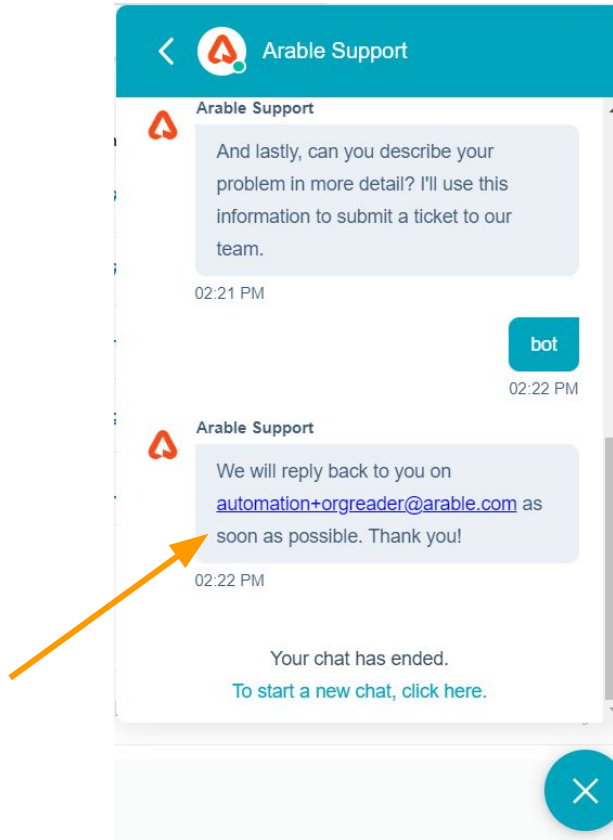 Arable Support
Arable Support
And lastly, can you describe your
problem in more detail? I'll use this
information to submit a ticket to our
team.
02:21 PM
bot
02:22 PM
Arable Support
We will reply back to you on
automation+orgreader@arable.com as
soon as possible. Thank you!
02:22 PM
Your chat has ended.
To start a new chat, click here.